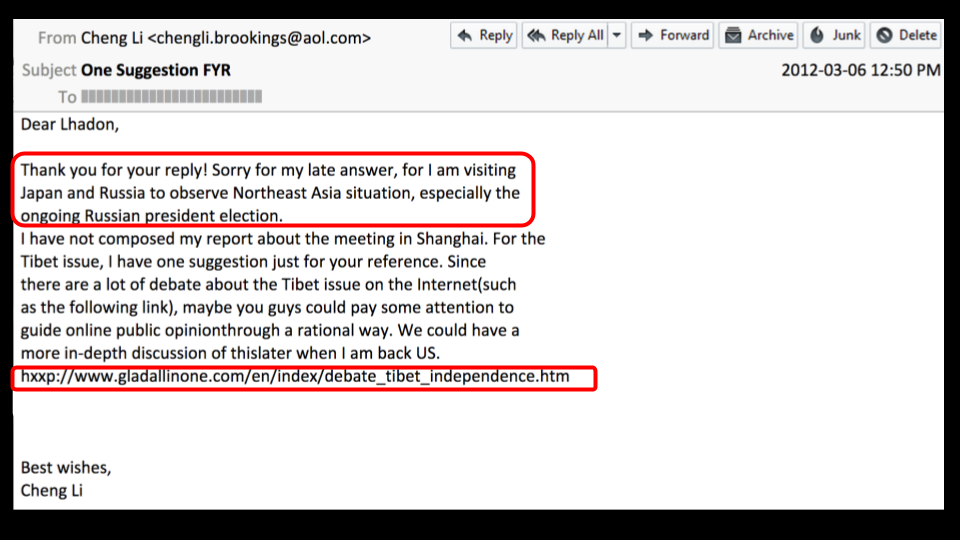 From Cheng Li <chengli.brookings@aol.com>
Reply Reply All Forward Archive Junk Delete
Subject One Suggestion FYR
2012-03-06 12:50 PM
To
Dear Lhadon,
Thank you for your reply! Sorry for my late answer, for I am visiting
Japan and Russia to observe Northeast Asia situation, especially the
ongoing Russian president election.
I have not composed my report about the meeting in Shanghai. For the
Tibet issue, I have one suggestion just for your reference. Since
there are a lot of debate about the Tibet issue on the Internet(such
as the following link), maybe you guys could pay some attention to
guide online public opinionthrough a rational way. We could have a
more in-depth discussion of thislater when I am back US.
hxxp://www.gladallinone.com/en/index/debate_tibet_independence.htm
Best wishes,
Cheng Li